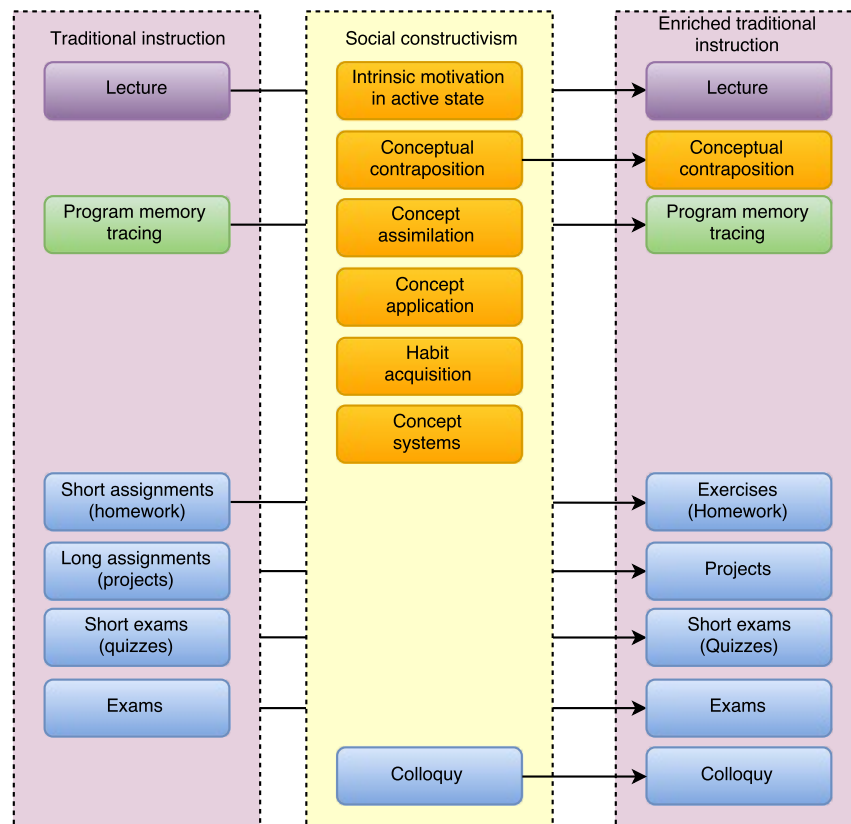 Traditional instruction
Lecture
Program memory
tracing
Short assignments
(homework)
Long assignments
(projects)
Short exams
(quizzes)
Exams
Social constructivism
Intrinsic motivation
in active state
Conceptual
contraposition
Concept
assimilation
Concept
application
Habit
acquisition
Concept
systems
Colloquy
Enriched traditional
instruction
Lecture
Conceptual
contraposition
Program memory
tracing
Exercises
(Homework)
Projects
Short exams
(Quizzes)
Exams
Colloquy